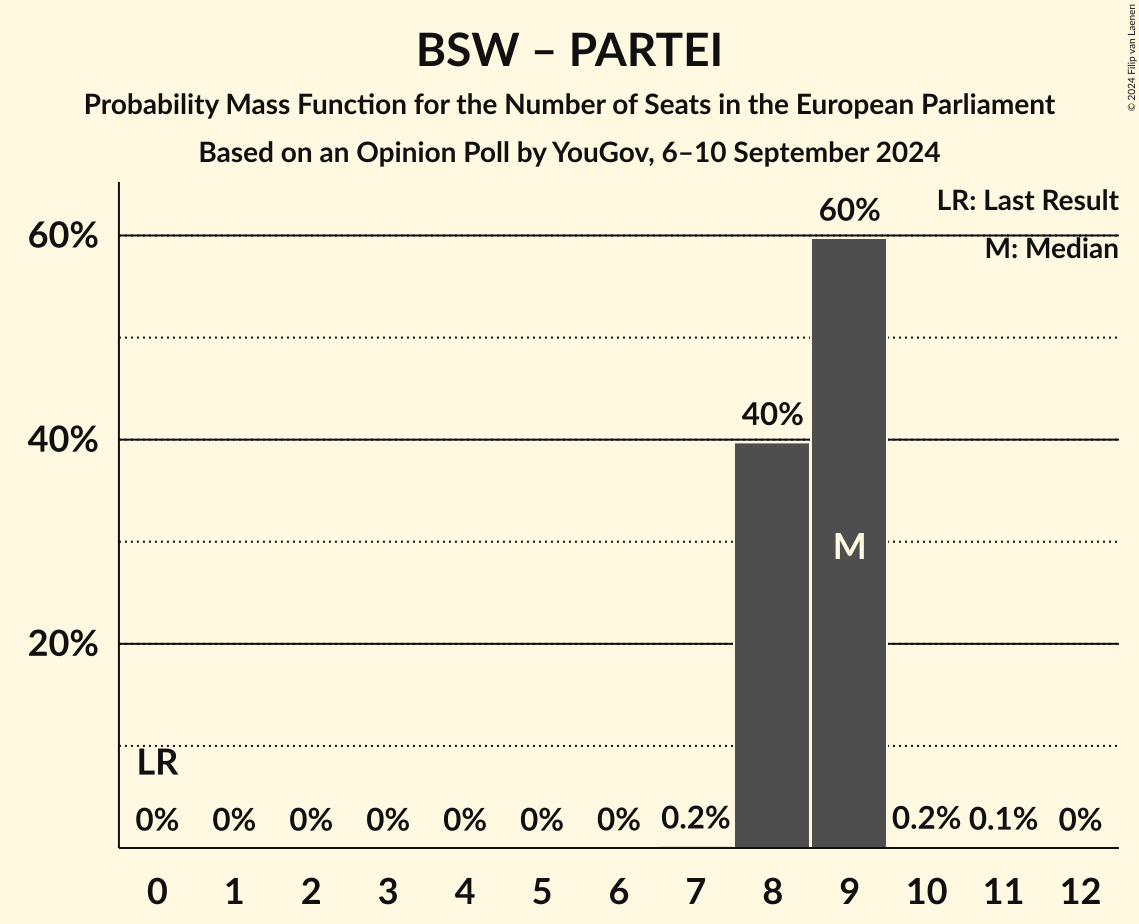 BSW – PARTEI
Probability Mass Function for the Number of Seats in the European Parliament
Based on an Opinion Poll by YouGov, 6–10 September 2024
© 2024 Filip van Laenen
LR: Last Result
M: Median
60%
40%
20%
60%
40%
M
LR
0% 0% 0% 0% 0% 0% 0% 0.2% 0.2% 0.1% 0%
0 1 2 3 4 5 6 7 8 9 10 11 12